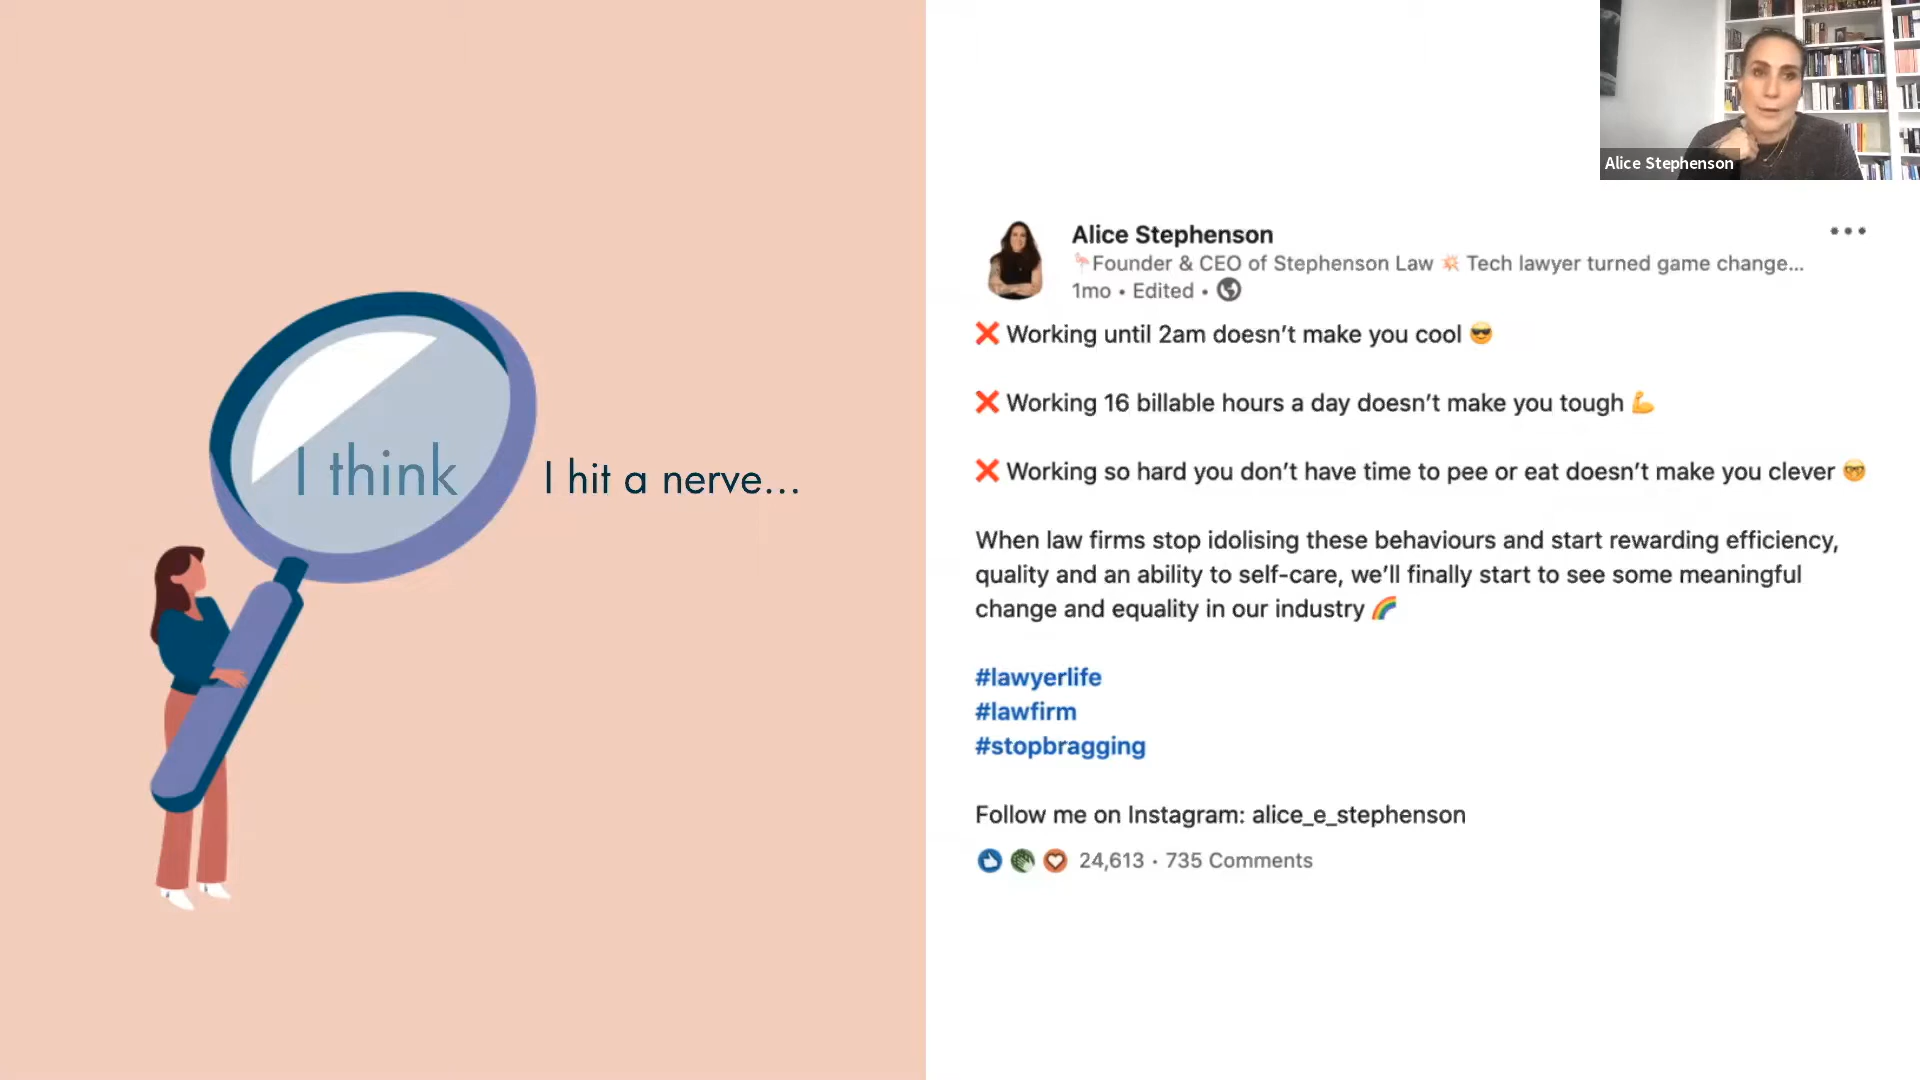 Alice Stephenson
I think I hit a nerve...
Alice Stephenson
🦩Founder & CEO of Stephenson Law 💥 Tech lawyer turned game change...
1mo • Edited •
❌ Working until 2am doesn’t make you cool 😎
❌ Working 16 billable hours a day doesn’t make you tough 💪
❌ Working so hard you don’t have time to pee or eat doesn’t make you clever 🤓
When law firms stop idolising these behaviours and start rewarding efficiency,
quality and an ability to self-care, we’ll finally start to see some meaningful
change and equality in our industry 🌈
#lawyerlife
#lawfirm
#stopbragging
Follow me on Instagram: alice_e_stephenson
24,613 · 735 Comments